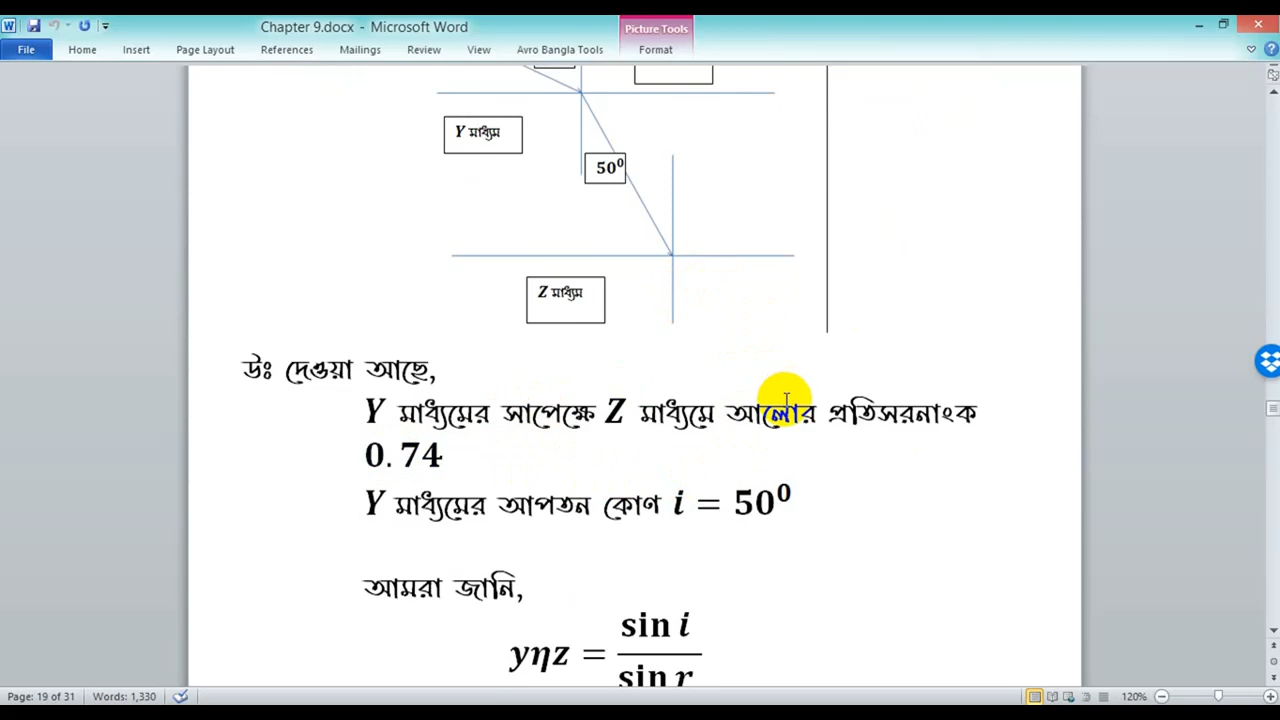 Chapter 9.docx - Microsoft Word
Picture Tools
File Home Insert Page Layout References Mailings Review View Avro Bangla Tools Format
Y মাধ্যম
50⁰
Z মাধ্যম
উঃ দেওয়া আছে,
Y মাধ্যমের সাপেক্ষে Z মাধ্যমে আলোর প্রতিসরনাংক
0.74
Y মাধ্যমের আপতন কোণ i = 50⁰
আমরা জানি,
sin i
yηz =
sin r
Page: 19 of 31 Words: 1,330 120%